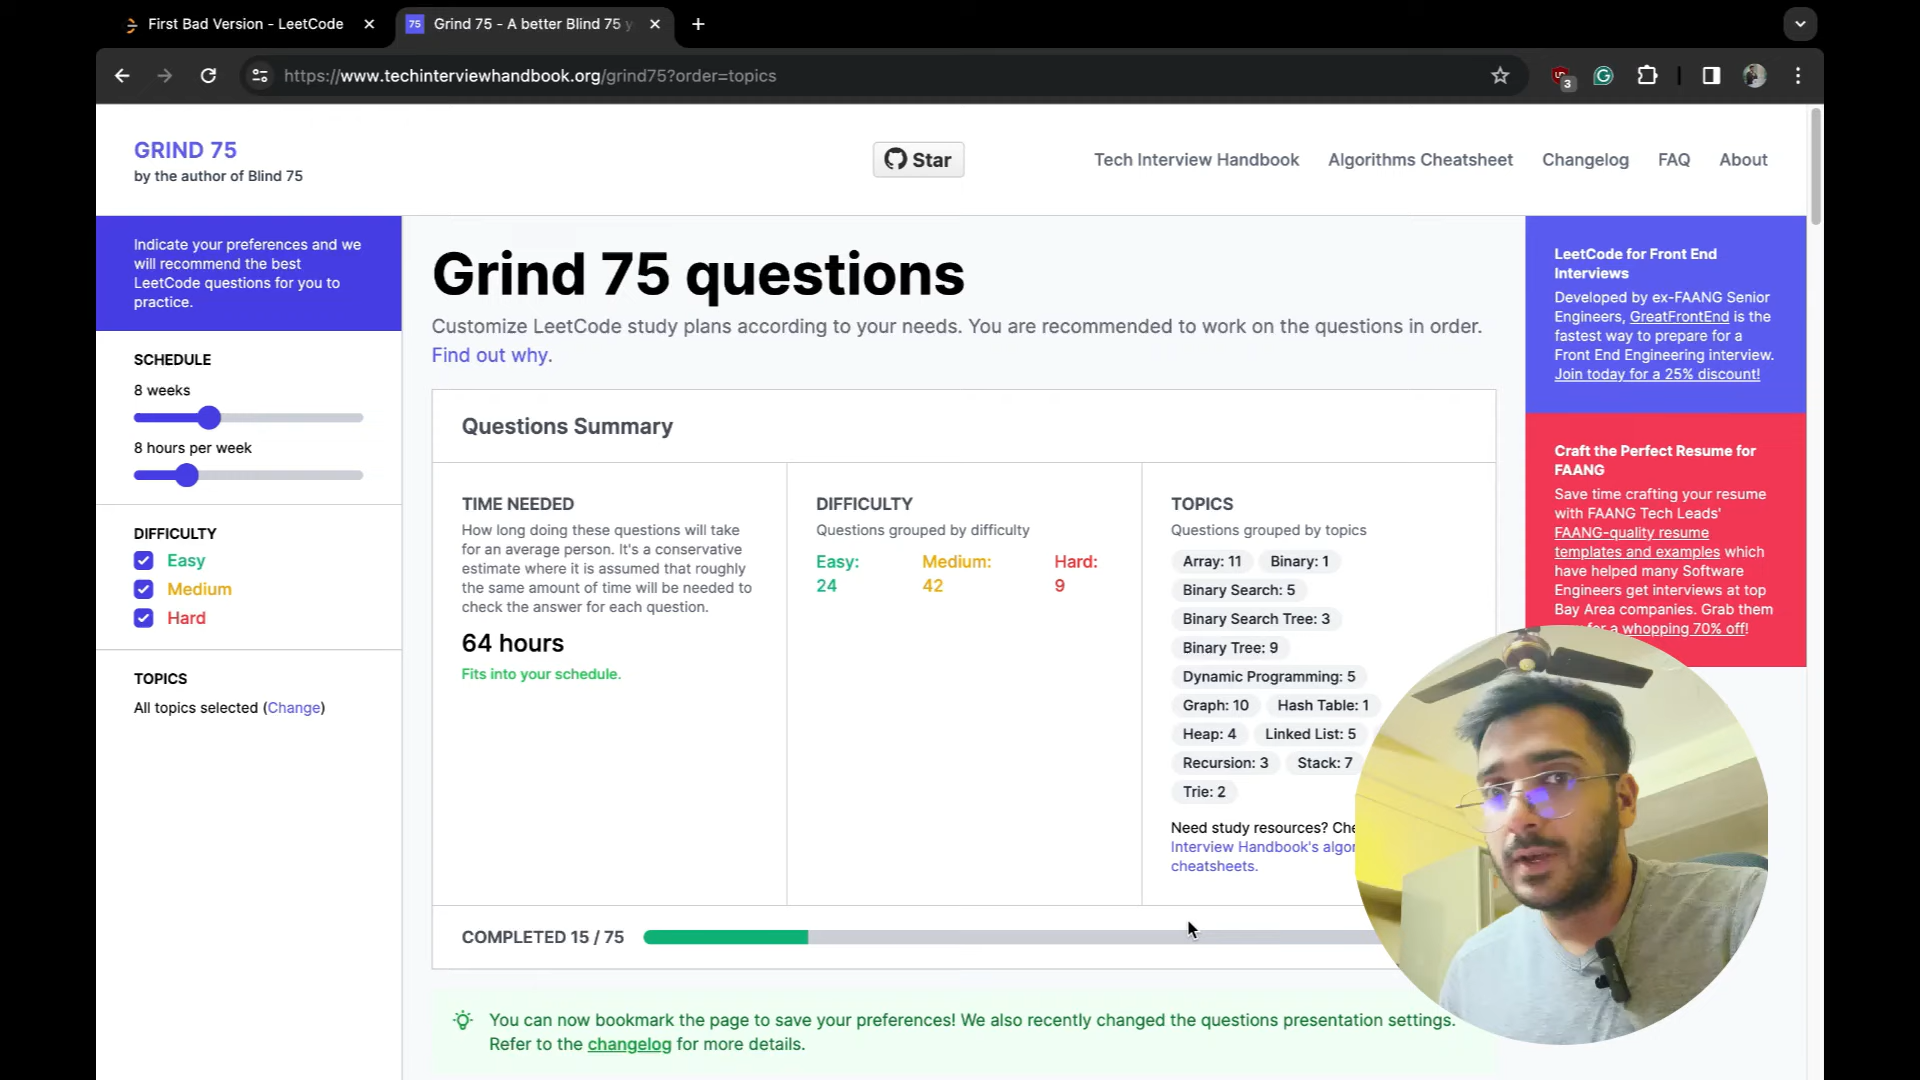 First Bad Version - LeetCode
75 Grind 75 - A better Blind 75
https://www.techinterviewhandbook.org/grind75?order=topics
3
GRIND 75
by the author of Blind 75
Star
Tech Interview Handbook Algorithms Cheatsheet Changelog FAQ About
Indicate your preferences and we
will recommend the best
LeetCode questions for you to
practice.
SCHEDULE
8 weeks
8 hours per week
DIFFICULTY
Easy
Medium
Hard
TOPICS
All topics selected (Change)
Grind 75 questions
Customize LeetCode study plans according to your needs. You are recommended to work on the questions in order.
Find out why.
Questions Summary
TIME NEEDED
How long doing these questions will take
for an average person. It's a conservative
estimate where it is assumed that roughly
the same amount of time will be needed to
check the answer for each question.
64 hours
Fits into your schedule.
DIFFICULTY
Questions grouped by difficulty
Easy: Medium: Hard:
24 42 9
TOPICS
Questions grouped by topics
Array: 11 Binary: 1
Binary Search: 5
Binary Search Tree: 3
Binary Tree: 9
Dynamic Programming: 5
Graph: 10 Hash Table: 1
Heap: 4 Linked List: 5
Recursion: 3 Stack: 7
Trie: 2
Need study resources?
Interview Handbook's
cheatsheets.
COMPLETED 15 / 75
You can now bookmark the page to save your preferences! We also recently changed the questions presentation settings.
Refer to the changelog for more details.
LeetCode for Front End
Interviews
Developed by ex-FAANG Senior
Engineers, GreatFrontEnd is the
fastest way to prepare for a
Front End Engineering interview.
Join today for a 25% discount!
Craft the Perfect Resume for
FAANG
Save time crafting your resume
with FAANG Tech Leads'
FAANG-quality resume
templates and examples which
have helped many Software
Engineers get interviews at top
Bay Area companies. Grab them
for a whopping 70% off!